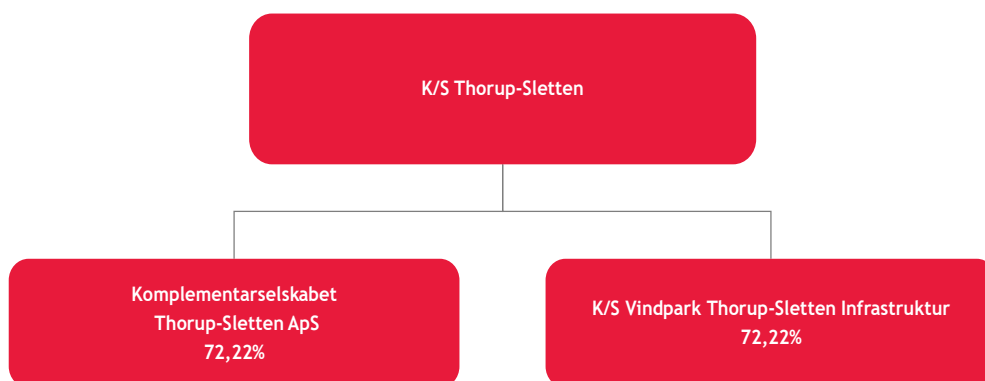 K/S Thorup-Sletten
Komplementarselskabet
Thorup-Sletten ApS
72,22%
K/S Vindpark Thorup-Sletten Infrastruktur
72,22%